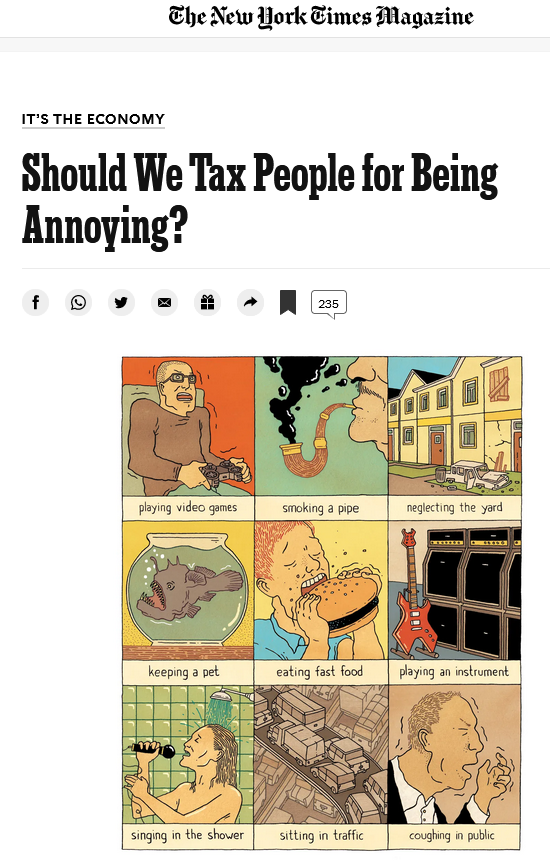 The New York Times Magazine
IT'S THE ECONOMY
Should We Tax People for Being
Annoying?
235
playing video games
smoking a pipe
neglecting the yard
keeping a pet
eating fast food
playing an instrument
singing in the shower
sitting in traffic
coughing in public